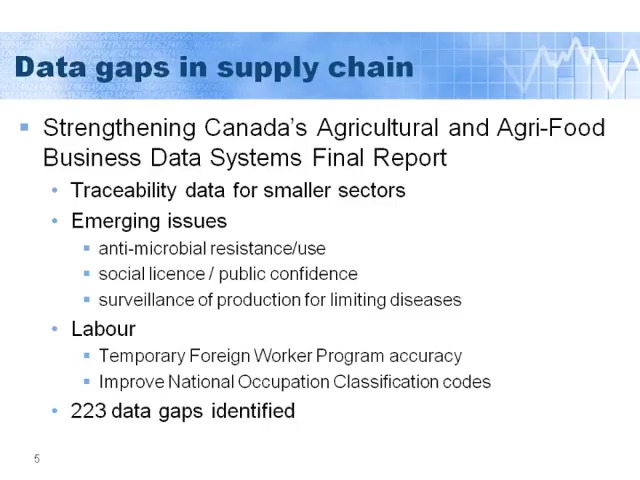 Data gaps in supply chain
Strengthening Canada's Agricultural and Agri-Food
Business Data Systems Final Report
Traceability data for smaller sectors
Emerging issues
anti-microbial resistance/use
social licence / public confidence
surveillance of production for limiting diseases
Labour
Temporary Foreign Worker Program accuracy
Improve National Occupation Classification codes
223 data gaps identified
5